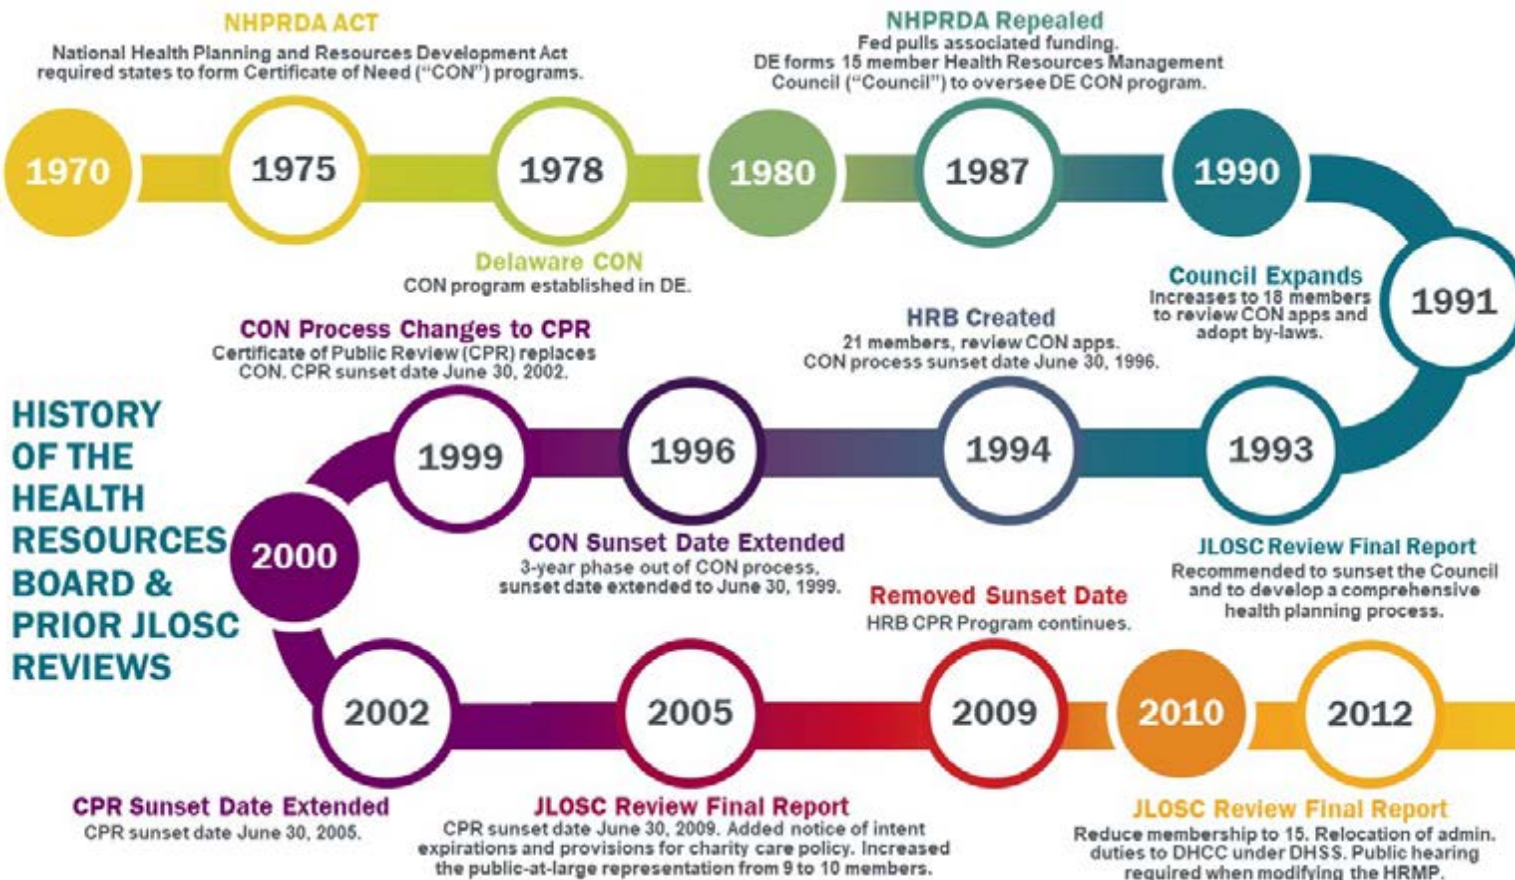 NHPRDA ACT
National Health Planning and Resources Development Act
required states to form Certificate of Need (“CON”) programs.
NHPRDA Repealed
Fed pulls associated funding.
DE forms 15 member Health Resources Management
Council (“Council”) to oversee DE CON program.
1970
1975
1978
1980
1987
1990
Delaware CON
CON program established in DE.
Council Expands
Increases to 18 members
to review CON apps and
adopt by-laws.
1991
CON Process Changes to CPR
Certificate of Public Review (CPR) replaces
CON. CPR sunset date June 30, 2002.
HRB Created
21 members, review CON apps.
CON process sunset date June 30, 1996.
HISTORY
OF THE
HEALTH
RESOURCES
BOARD &
PRIOR JLOSC
REVIEWS
1999
1996
1994
1993
2000
CON Sunset Date Extended
3-year phase out of CON process,
sunset date extended to June 30, 1999.
JLOSC Review Final Report
Recommended to sunset the Council
and to develop a comprehensive
health planning process.
Removed Sunset Date
HRB CPR Program continues.
2002
2005
2009
2010
2012
CPR Sunset Date Extended
CPR sunset date June 30, 2005.
JLOSC Review Final Report
CPR sunset date June 30, 2009. Added notice of intent
expirations and provisions for charity care policy. Increased
the public-at-large representation from 9 to 10 members.
JLOSC Review Final Report
Reduce membership to 15. Relocation of admin.
duties to DHCC under DHSS. Public hearing
required when modifying the HRMP.